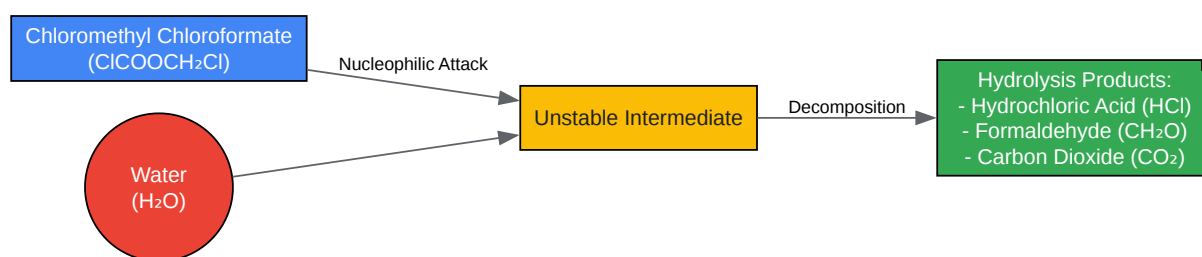 Chloromethyl Chloroformate
(ClCOOCH₂Cl)
Nucleophilic Attack
Water
(H₂O)
Unstable Intermediate
Decomposition
Hydrolysis Products:
- Hydrochloric Acid (HCl)
- Formaldehyde (CH₂O)
- Carbon Dioxide (CO₂)